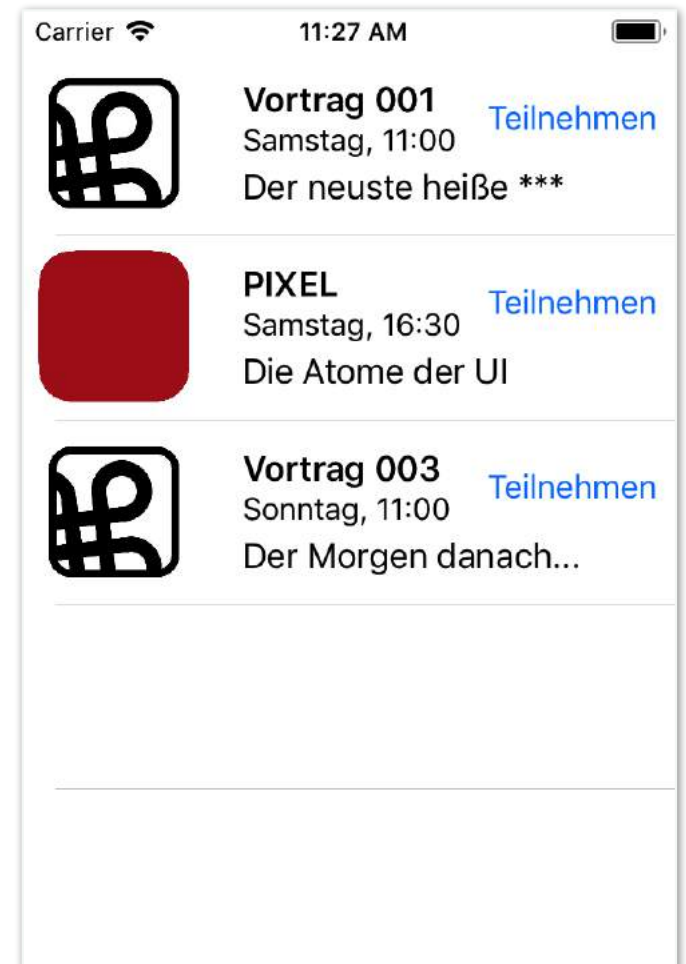 Carrier 11:27 AM
Vortrag 001
Samstag, 11:00
Teilnehmen
Der neuste heiße ***
PIXEL
Samstag, 16:30
Teilnehmen
Die Atome der UI
Vortrag 003
Sonntag, 11:00
Teilnehmen
Der Morgen danach...